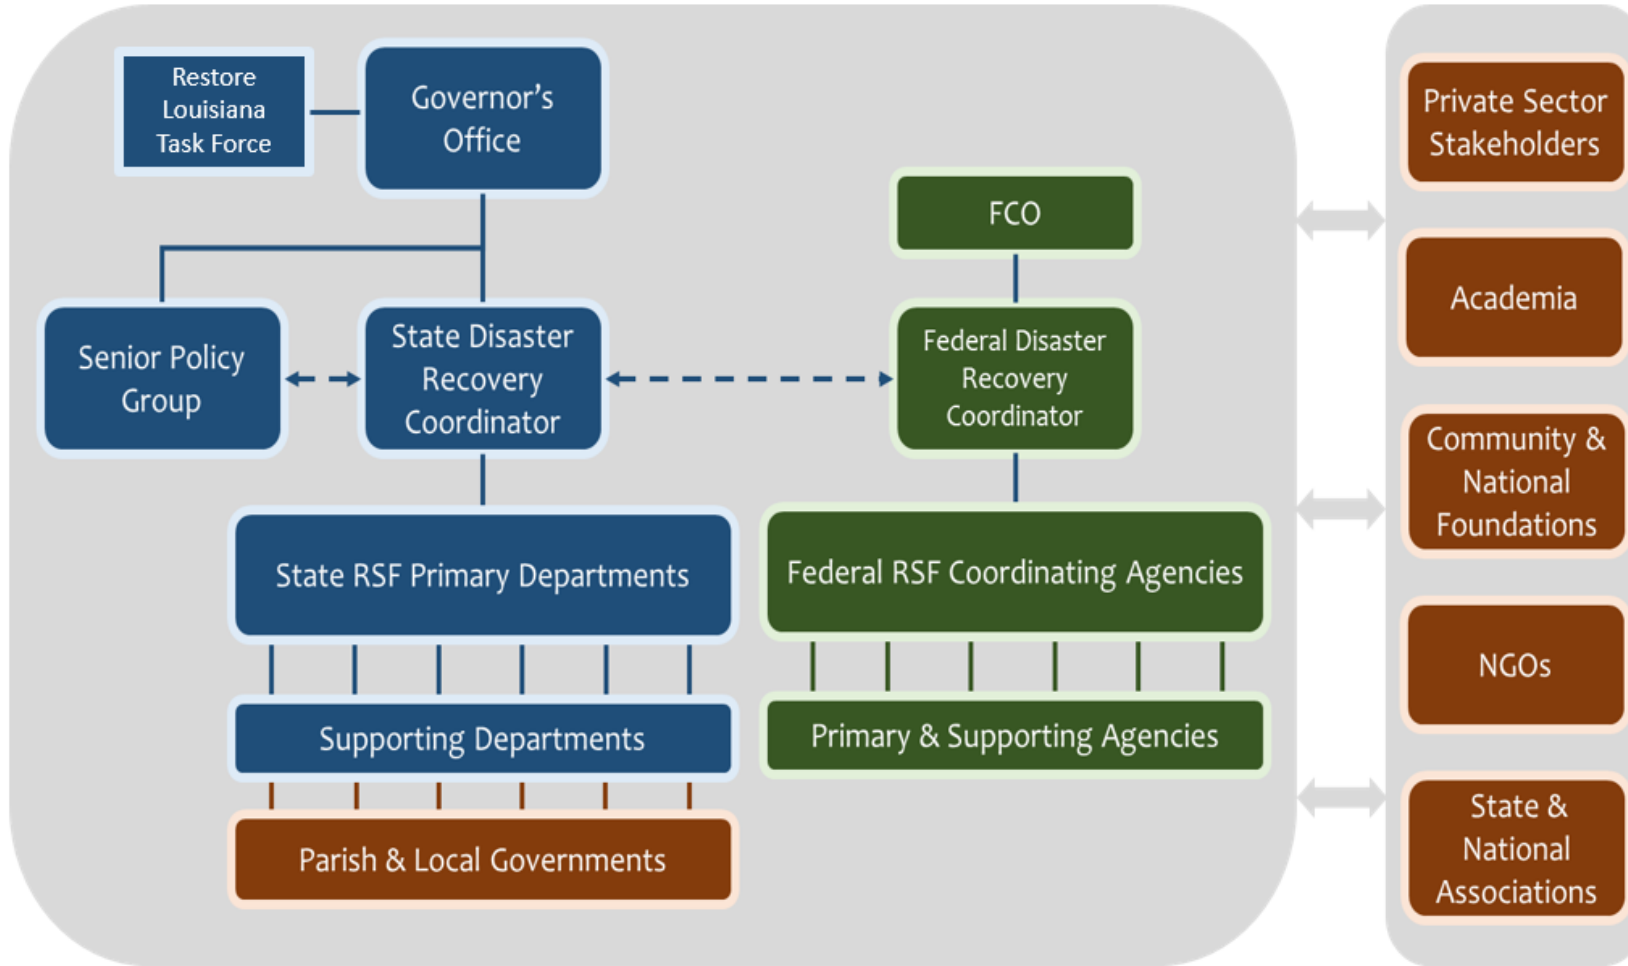 Restore
Louisiana
Task Force
Governor's
Office
FCO
Senior Policy
Group
State Disaster
Recovery
Coordinator
Federal Disaster
Recovery
Coordinator
State RSF Primary Departments
Federal RSF Coordinating Agencies
Supporting Departments
Primary & Supporting Agencies
Parish & Local Governments
Private Sector
Stakeholders
Academia
Community &
National
Foundations
NGOs
State &
National
Associations